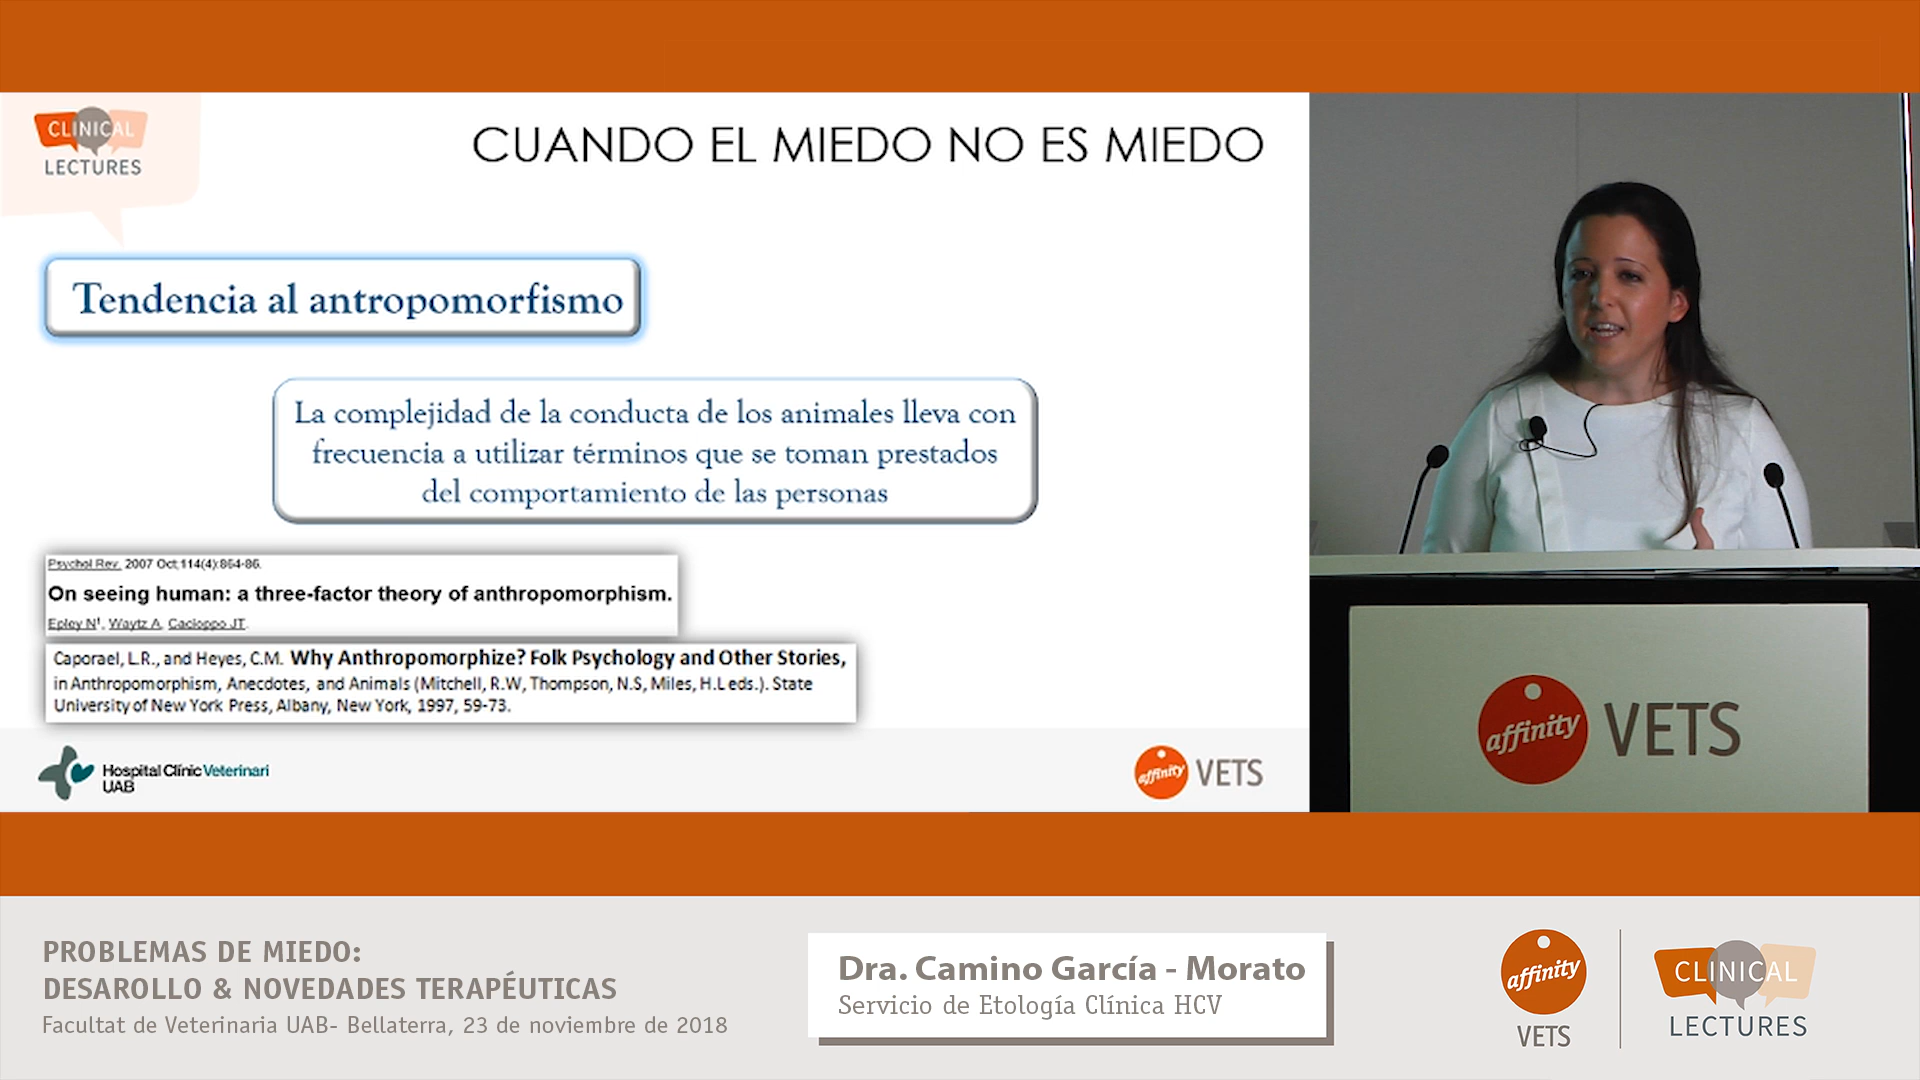 CLINICAL
LECTURES
CUANDO EL MIEDO NO ES MIEDO
Tendencia al antropomorfismo
La complejidad de la conducta de los animales lleva con
frecuencia a utilizar términos que se toman prestados
del comportamiento de las personas
Psychol Rev. 2007 Oct;114(4):864-86.
On seeing human: a three-factor theory of anthropomorphism.
Epley N¹, Waytz A, Cacioppo JT.
Caporael, L.R., and Heyes, C.M. Why Anthropomorphize? Folk Psychology and Other Stories,
in Anthropomorphism, Anecdotes, and Animals (Mitchell, R.W, Thompson, N.S, Miles, H.L eds.). State
University of New York Press, Albany, New York, 1997, 59-73.
Hospital Clínic Veterinari
UAB
affinity VETS
affinity VETS
PROBLEMAS DE MIEDO:
DESAROLLO & NOVEDADES TERAPÉUTICAS
Facultat de Veterinaria UAB- Bellaterra, 23 de noviembre de 2018
Dra. Camino García - Morato
Servicio de Etología Clínica HCV
affinity
VETS
CLINICAL
LECTURES